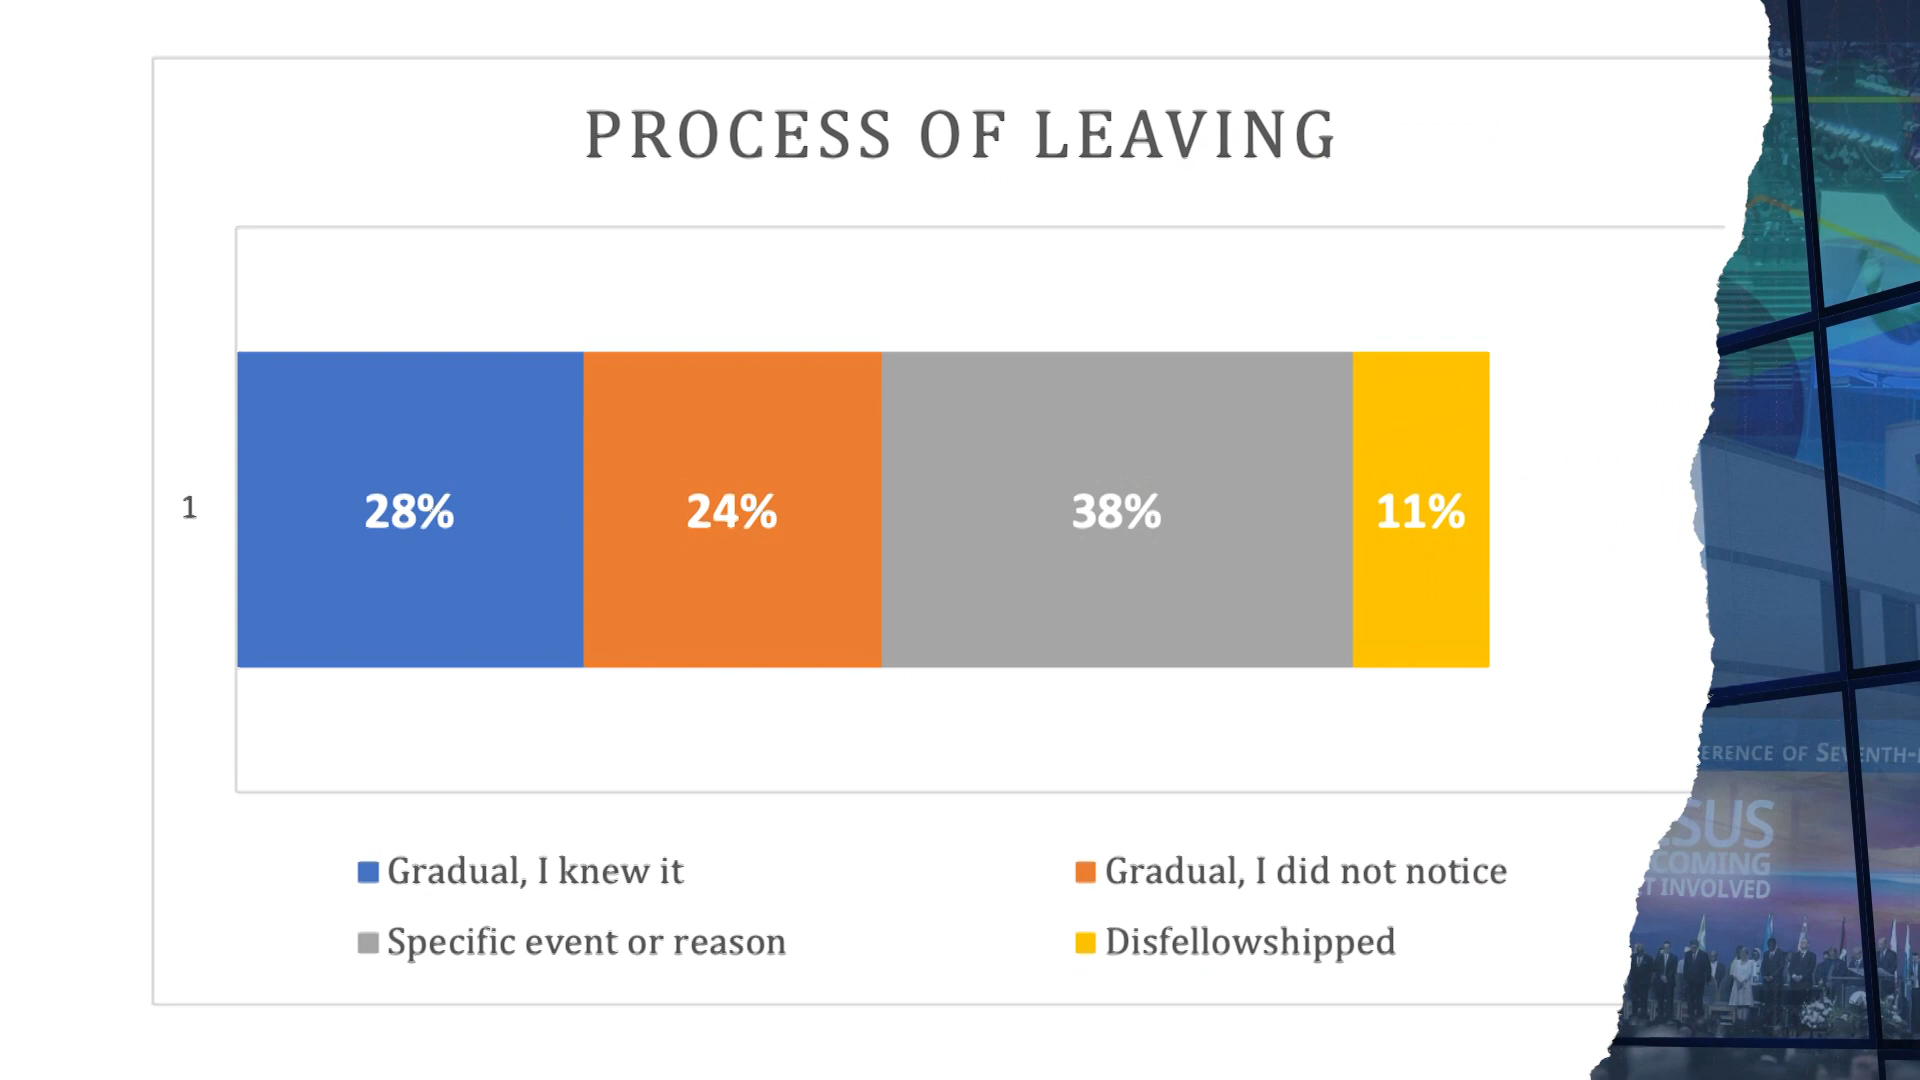 PROCESS OF LEAVING
1
28% 24% 38% 11%
Gradual, I knew it
Gradual, I did not notice
Specific event or reason
Disfellowshipped
OF
COMING
INVOLVED